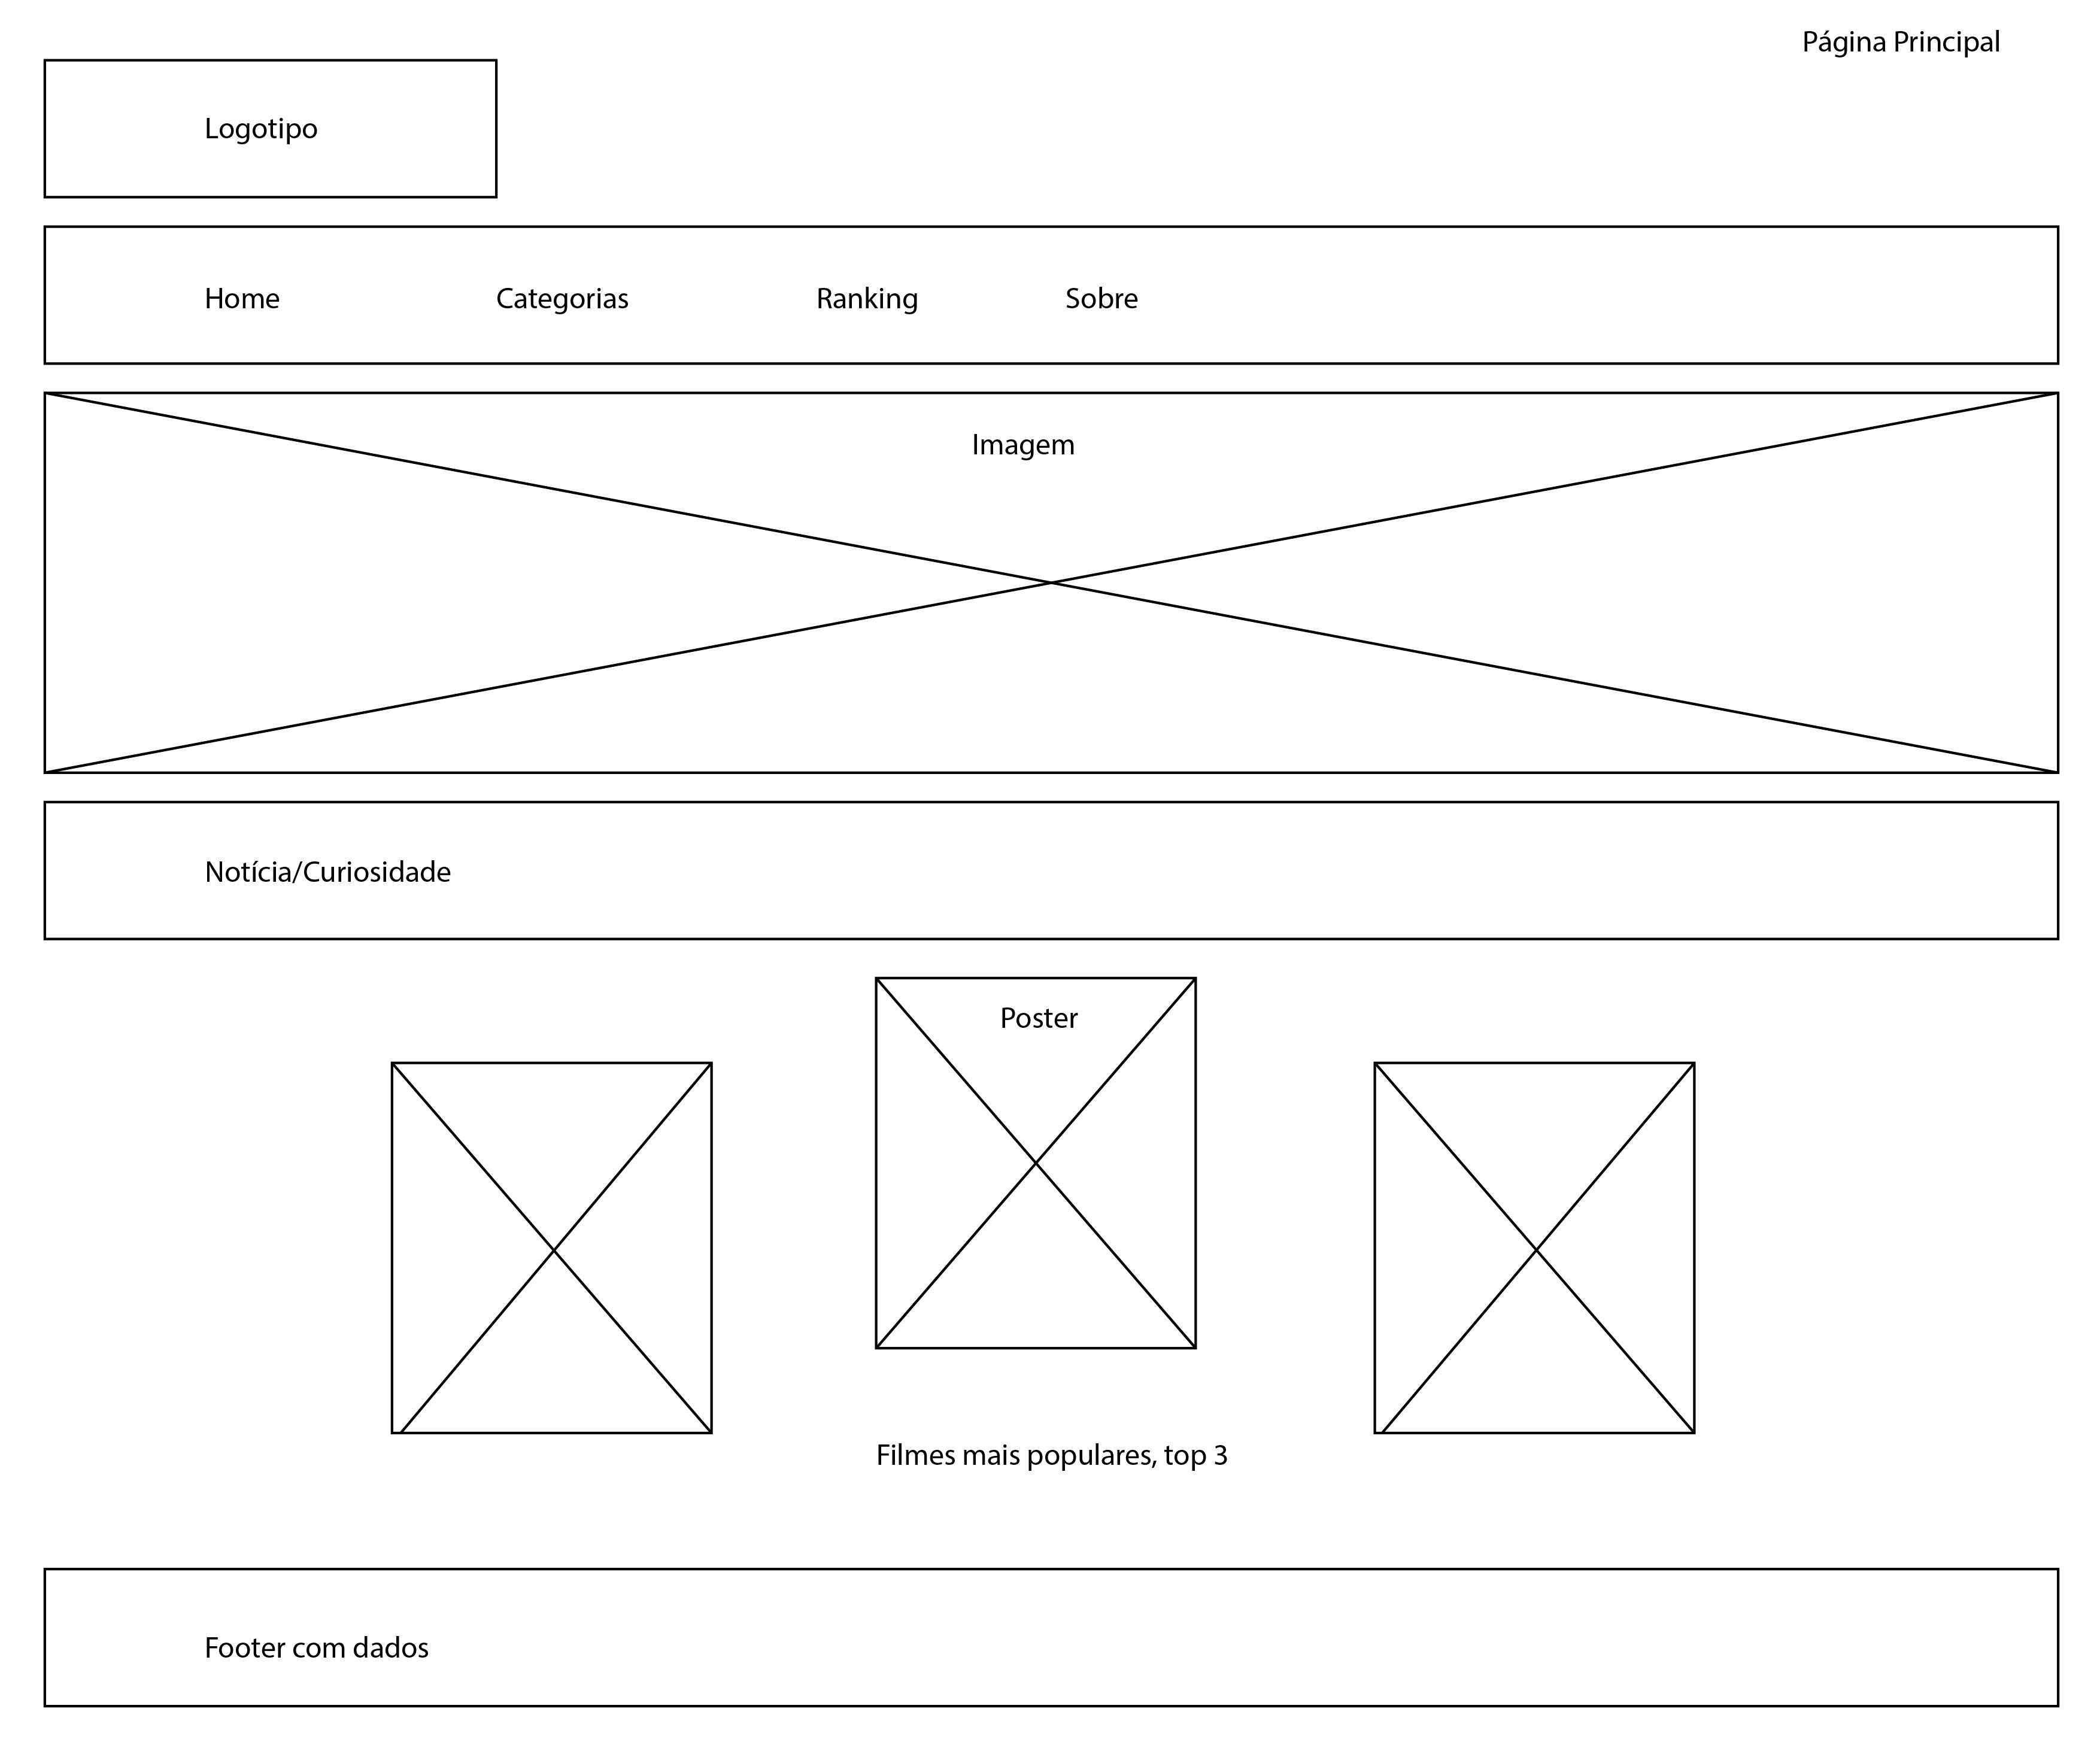 Página Principal
Logotipo
Home Categorias Ranking Sobre
Imagem
Notícia/Curiosidade
Poster
Filmes mais populares, top 3
Footer com dados